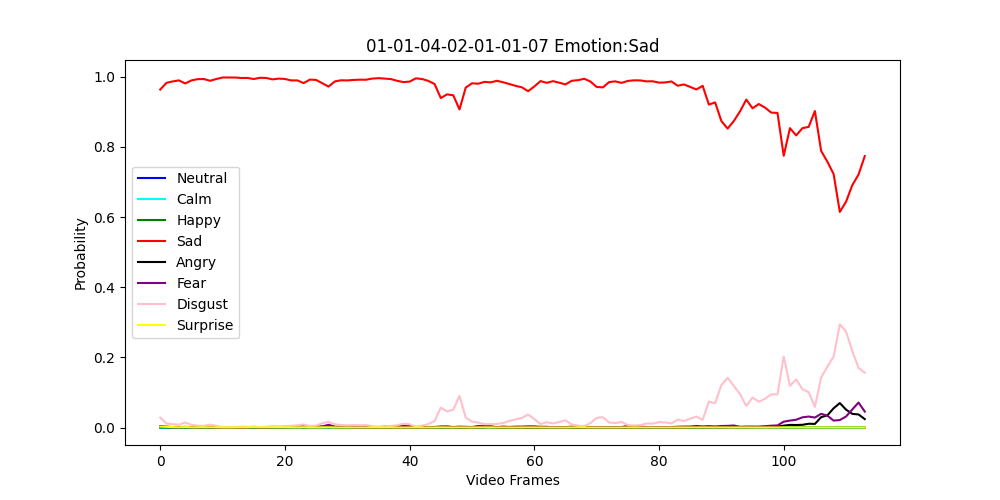 01-01-04-02-01-01-07 Emotion:Sad
1.0
0.8
0.6
0.4
0.2
0.0
Probability
Neutral
Calm
Happy
Sad
Angry
Fear
Disgust
Surprise
0 20 40 60 80 100
Video Frames